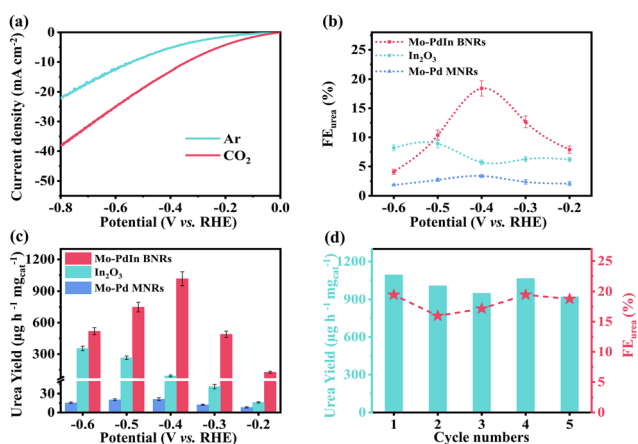 (a)
0
-10
-20
-30
-40
-50
Current density (mA cm⁻²)
Ar
CO₂
-0.8
-0.6
-0.4
-0.2
0.0
Potential (V vs. RHE)
(b)
25
20
15
10
5
0
FEurea (%)
Mo-PdIn BNRs
In₂O₃
Mo-Pd MNRs
-0.6
-0.5
-0.4
-0.3
-0.2
Potential (V vs. RHE)
(c)
1200
900
600
300
30
0
Urea Yield (µg h⁻¹ mgcat⁻¹)
Mo-PdIn BNRs
In₂O₃
Mo-Pd MNRs
-0.6
-0.5
-0.4
-0.3
-0.2
Potential (V vs. RHE)
(d)
1200
900
600
300
0
Urea Yield (µg h⁻¹ mgcat⁻¹)
25
20
15
10
5
0
FEurea (%)
1
2
3
4
5
Cycle numbers